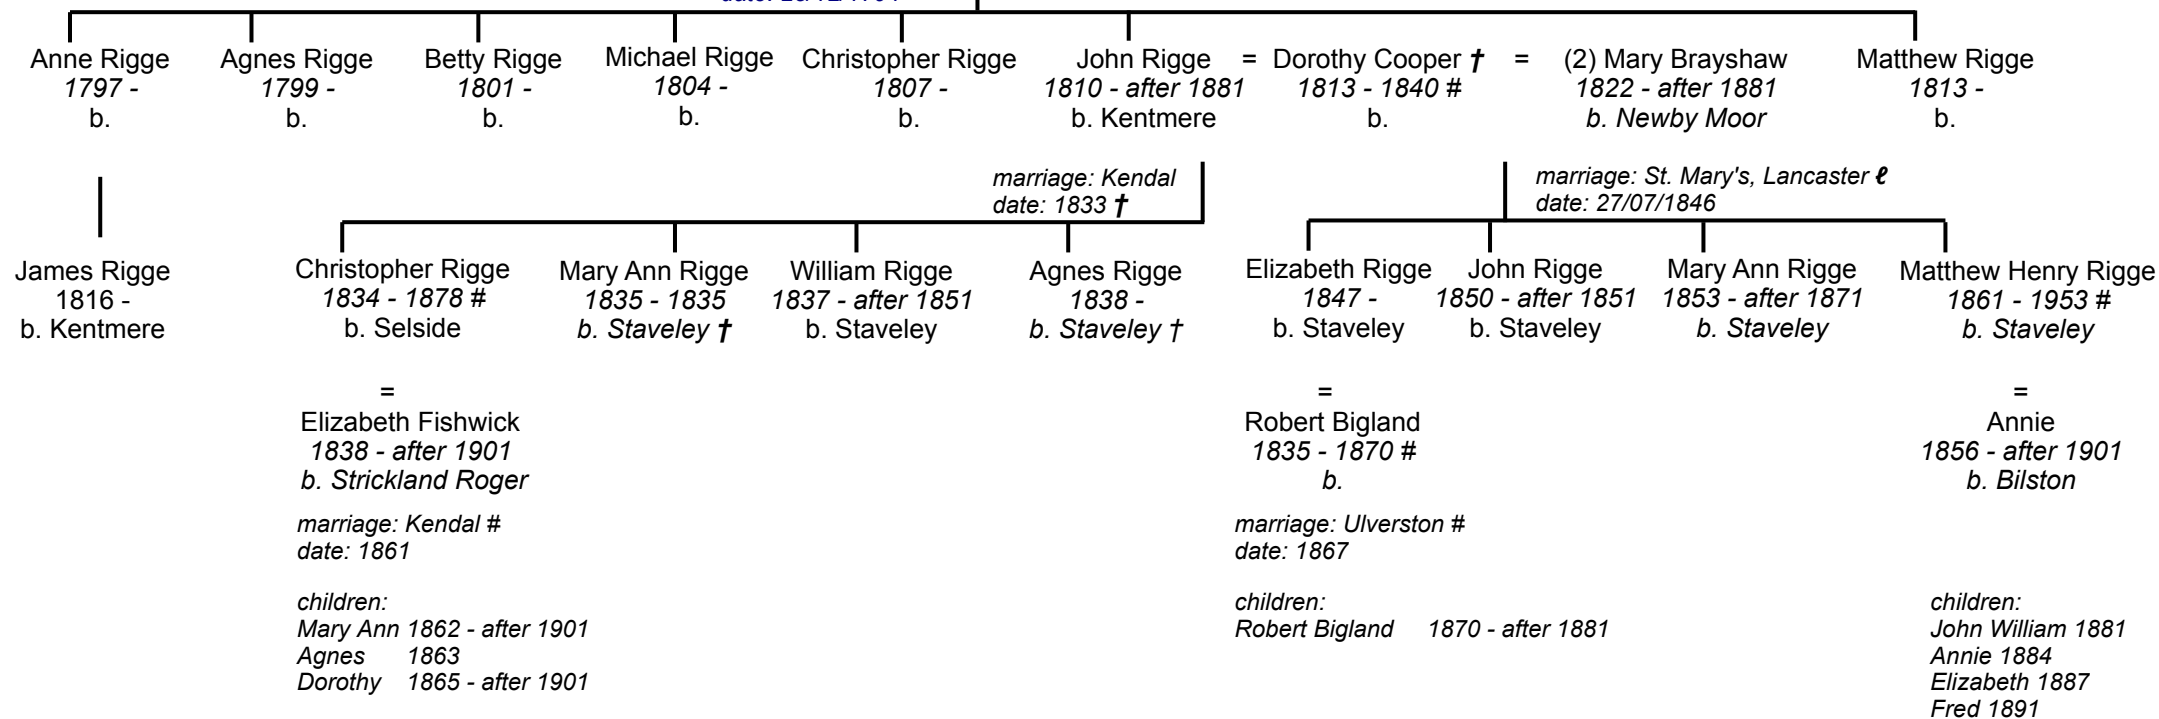 Anne Rigge
1797 -
b.
Agnes Rigge
1799 -
b.
Betty Rigge
1801 -
b.
Michael Rigge
1804 -
b.
Christopher Rigge
1807 -
b.
John Rigge
1810 - after 1881
b. Kentmere
=
Dorothy Cooper †
1813 - 1840 #
b.
=
(2) Mary Brayshaw
1822 - after 1881
b. Newby Moor
Matthew Rigge
1813 -
b.
marriage: Kendal
date: 1833 †
marriage: St. Mary's, Lancaster ℓ
date: 27/07/1846
James Rigge
1816 -
b. Kentmere
Christopher Rigge
1834 - 1878 #
b. Selside
Mary Ann Rigge
1835 - 1835
b. Staveley †
William Rigge
1837 - after 1851
b. Staveley
Agnes Rigge
1838 -
b. Staveley †
Elizabeth Rigge
1847 -
b. Staveley
John Rigge
1850 - after 1851
b. Staveley
Mary Ann Rigge
1853 - after 1871
b. Staveley
Matthew Henry Rigge
1861 - 1953 #
b. Staveley
=
Elizabeth Fishwick
1838 - after 1901
b. Strickland Roger
marriage: Kendal #
date: 1861
children:
Mary Ann 1862 - after 1901
Agnes 1863
Dorothy 1865 - after 1901
=
Robert Bigland
1835 - 1870 #
b.
marriage: Ulverston #
date: 1867
children:
Robert Bigland 1870 - after 1881
=
Annie
1856 - after 1901
b. Bilston
children:
John William 1881
Annie 1884
Elizabeth 1887
Fred 1891